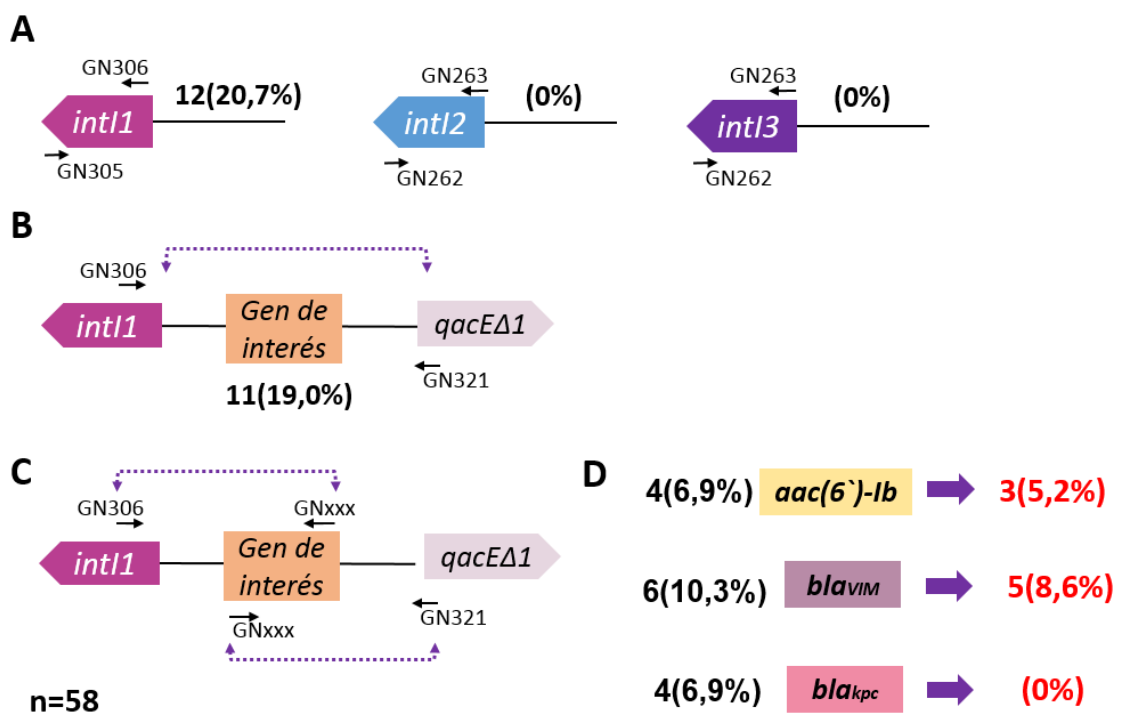 A
GN306
12(20,7%)
intI1
GN305
GN263
(0%)
intI2
GN262
GN263
(0%)
intI3
GN262
B
GN306
intI1
Gen de
interés
qacEΔ1
GN321
11(19,0%)
C
GN306
GNxxx
intI1
Gen de
interés
qacEΔ1
GNxxx
GN321
n=58
D
4(6,9%) aac(6`)-Ib 3(5,2%)
6(10,3%) blaVIM 5(8,6%)
4(6,9%) blakpc (0%)